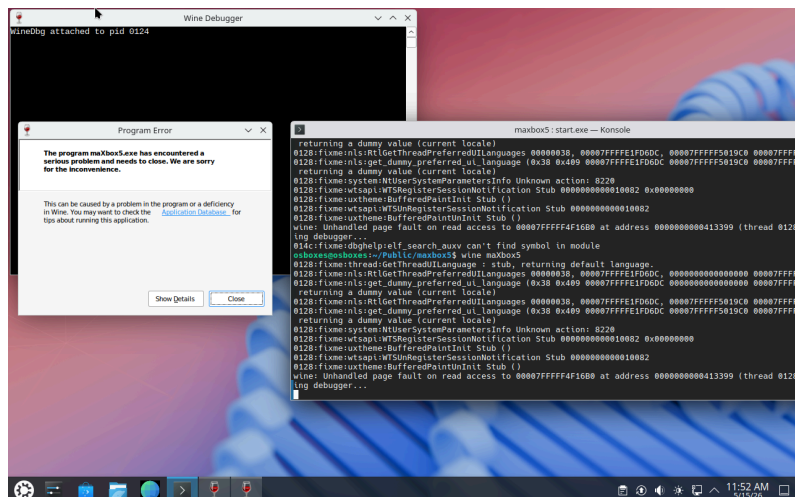 Wine Debugger
WineDbg attached to pid 0124
Program Error
The program maXbox5.exe has encountered a
serious problem and needs to close. We are sorry
for the inconvenience.
This can be caused by a problem in the program or a deficiency
in Wine. You may want to check the Application Database for
tips about running this application.
Show Details
Close
maxbox5 : start.exe — Konsole
returning a dummy value (current locale)
0128:fixme:nls:RtlGetThreadPreferredUILanguages 00000038, 00007FFFFE1FD6DC, 00007FFFFF5019C0 00007FFF
0128:fixme:nls:get_dummy_preferred_ui_language (0x38 0x409 00007FFFFE1FD6DC 00007FFFFF5019C0 00007FFF
returning a dummy value (current locale)
0128:fixme:system:NtUserSystemParametersInfo Unknown action: 8220
0128:fixme:wtsapi:WTSRegisterSessionNotification Stub 0000000000010082 0x00000000
0128:fixme:uxtheme:BufferedPaintInit Stub ()
0128:fixme:wtsapi:WTSUnRegisterSessionNotification Stub 0000000000010082
0128:fixme:uxtheme:BufferedPaintUnInit Stub ()
wine: Unhandled page fault on read access to 00007FFFFF4F16B0 at address 0000000000413399 (thread 0128
ing debugger...
014c:fixme:dbghelp:elf_search_auxv can't find symbol in module
osboxes@osboxes:~/Public/maxbox5$ wine maXbox5
0128:fixme:thread:GetThreadUILanguage : stub, returning default language.
0128:fixme:nls:RtlGetThreadPreferredUILanguages 00000038, 00007FFFFE1FD6DC, 0000000000000000 00007FFF
0128:fixme:nls:get_dummy_preferred_ui_language (0x38 0x409 00007FFFFE1FD6DC 0000000000000000 00007FFF
returning a dummy value (current locale)
0128:fixme:nls:RtlGetThreadPreferredUILanguages 00000038, 00007FFFFE1FD6DC, 00007FFFFF5019C0 00007FFF
0128:fixme:nls:get_dummy_preferred_ui_language (0x38 0x409 00007FFFFE1FD6DC 00007FFFFF5019C0 00007FFF
returning a dummy value (current locale)
0128:fixme:system:NtUserSystemParametersInfo Unknown action: 8220
0128:fixme:wtsapi:WTSRegisterSessionNotification Stub 0000000000010082 0x00000000
0128:fixme:uxtheme:BufferedPaintInit Stub ()
0128:fixme:wtsapi:WTSUnRegisterSessionNotification Stub 0000000000010082
0128:fixme:uxtheme:BufferedPaintUnInit Stub ()
wine: Unhandled page fault on read access to 00007FFFFF4F16B0 at address 0000000000413399 (thread 0128
ing debugger...
11:52 AM
5/15/26